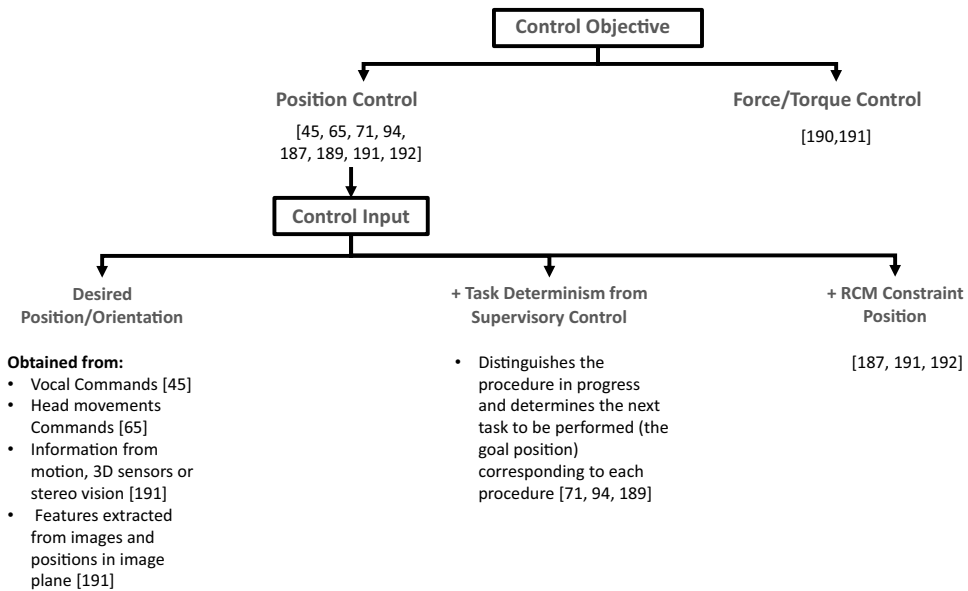 Control Objective
Position Control
[45, 65, 71, 94,
187, 189, 191, 192]
Force/Torque Control
[190,191]
Control Input
Desired
Position/Orientation
Obtained from:
• Vocal Commands [45]
• Head movements
Commands [65]
• Information from
motion, 3D sensors or
stereo vision [191]
• Features extracted
from images and
positions in image
plane [191]
+ Task Determinism from
Supervisory Control
• Distinguishes the
procedure in progress
and determines the next
task to be performed (the
goal position)
corresponding to each
procedure [71, 94, 189]
+ RCM Constraint
Position
[187, 191, 192]